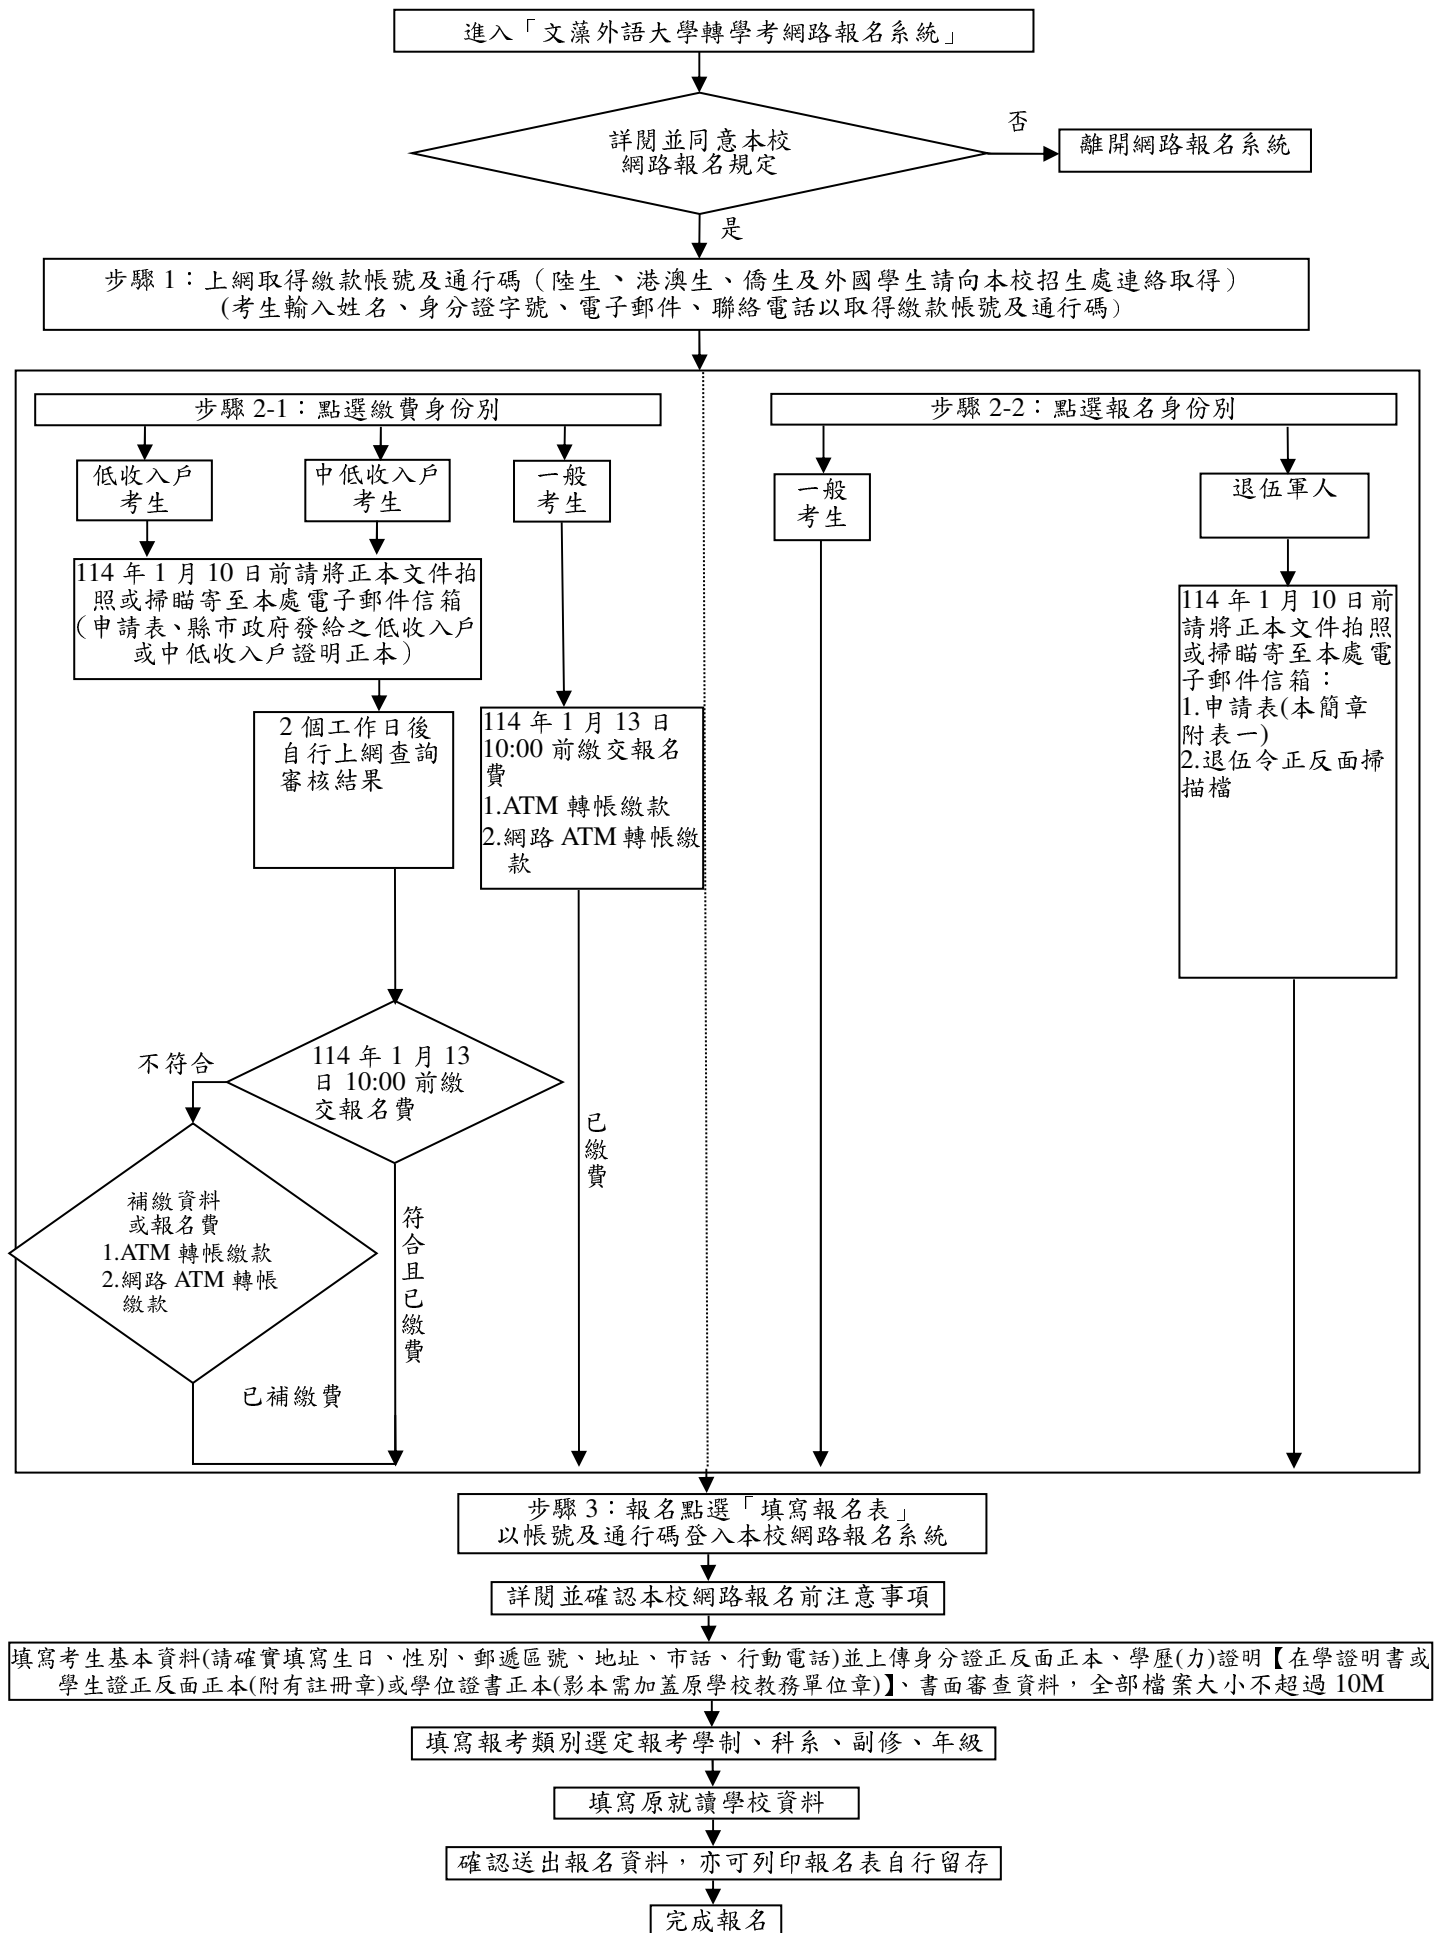 進入「文藻外語大學轉學考網路報名系統」
詳閱並同意本校
網路報名規定
否
離開網路報名系統
是
步驟 1：上網取得繳款帳號及通行碼（陸生、港澳生、僑生及外國學生請向本校招生處連絡取得）
(考生輸入姓名、身分證字號、電子郵件、聯絡電話以取得繳款帳號及通行碼)
步驟 2-1：點選繳費身份別
低收入戶
考生
中低收入戶
考生
一般
考生
114 年 1 月 10 日前請將正本文件拍
照或掃瞄寄至本處電子郵件信箱
（申請表、縣市政府發給之低收入戶
或中低收入戶證明正本）
2 個工作日後
自行上網查詢
審核結果
114 年 1 月 13 日
10:00 前繳交報名
費
1.ATM 轉帳繳款
2.網路 ATM 轉帳繳
款
114 年 1 月 13
日 10:00 前繳
交報名費
不符合
補繳資料
或報名費
1.ATM 轉帳繳款
2.網路 ATM 轉帳
繳款
已補繳費
符合且已繳費
已繳費
步驟 2-2：點選報名身份別
一般
考生
退伍軍人
114 年 1 月 10 日前
請將正本文件拍照
或掃瞄寄至本處電
子郵件信箱：
1.申請表(本簡章
附表一)
2.退伍令正反面掃
描檔
步驟 3：報名點選「填寫報名表」
以帳號及通行碼登入本校網路報名系統
詳閱並確認本校網路報名前注意事項
填寫考生基本資料(請確實填寫生日、性別、郵遞區號、地址、市話、行動電話)並上傳身分證正反面正本、學歷(力)證明【在學證明書或
學生證正反面正本(附有註冊章)或學位證書正本(影本需加蓋原學校教務單位章)】、書面審查資料，全部檔案大小不超過 10M
填寫報考類別選定報考學制、科系、副修、年級
填寫原就讀學校資料
確認送出報名資料，亦可列印報名表自行留存
完成報名